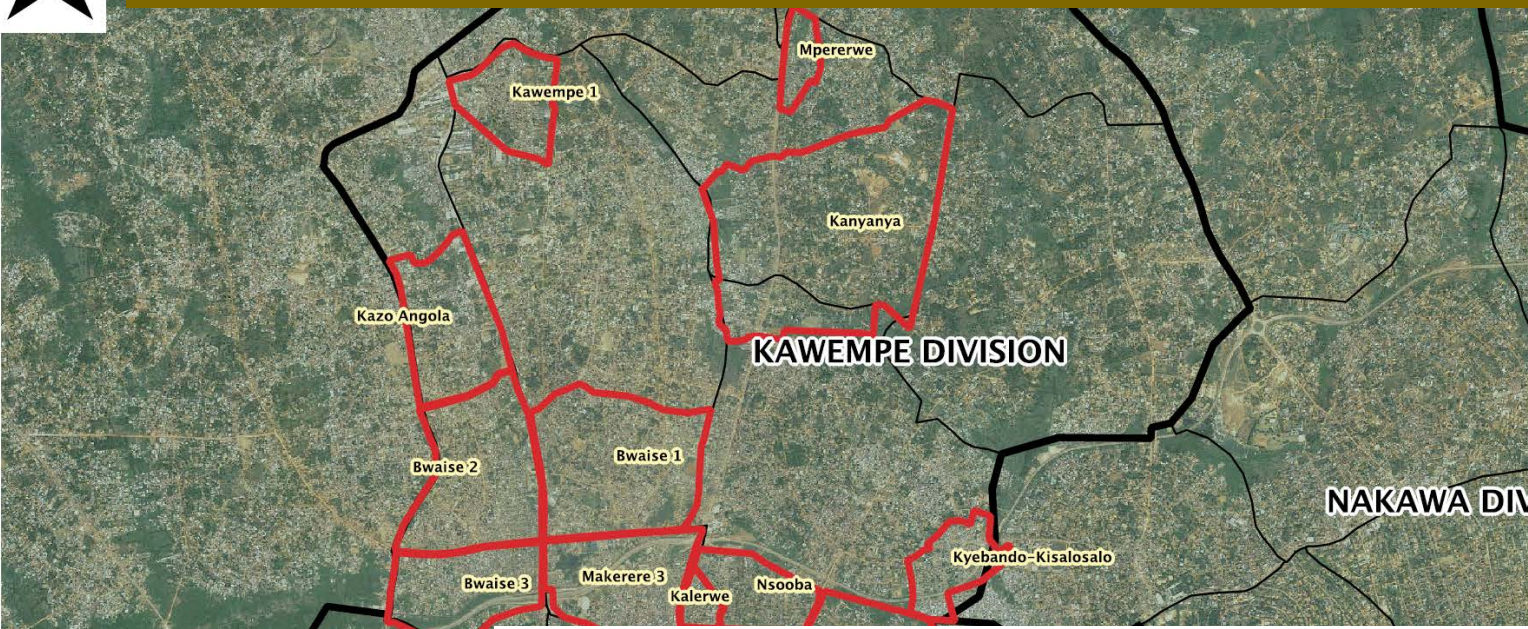 Mpererwe
Kawempe 1
Kanyanya
Kazo Angola
KAWEMPE DIVISION
Bwaise 1
Bwaise 2
NAKAWA DIV
Kyebando-Kisalosalo
Makerere 3
Bwaise 3
Nsooba
Kalerwe